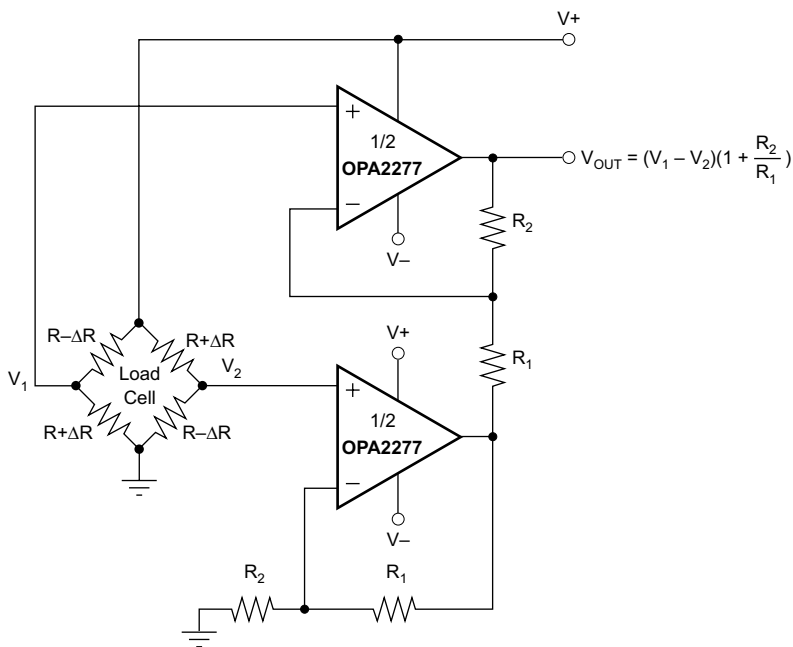 V+
+
1/2
OPA2277
−
V−
V_OUT = (V_1 – V_2)(1 + R_2/R_1)
R_2
R–ΔR
R+ΔR
V_1
Load
Cell
V_2
R+ΔR
R–ΔR
V+
R_1
+
1/2
OPA2277
−
V−
R_2
R_1